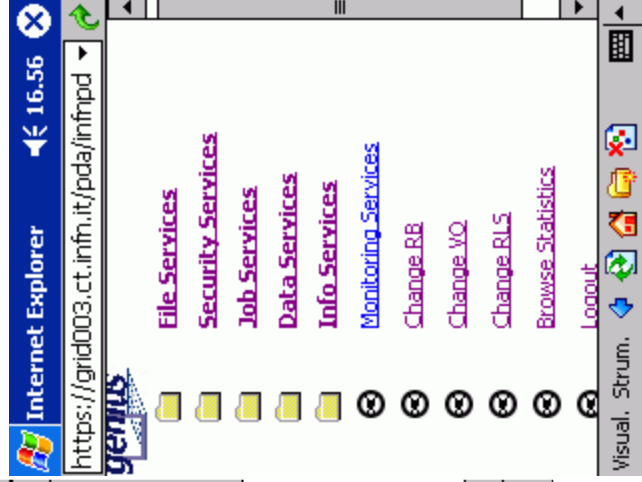 Internet Explorer 16.56
https://grid003.ct.infn.it/pda/infnpd
genius
File Services
Security Services
Job Services
Data Services
Info Services
Monitoring Services
Change RB
Change VO
Change RLS
Browse Statistics
Logout
Visual. Strum.